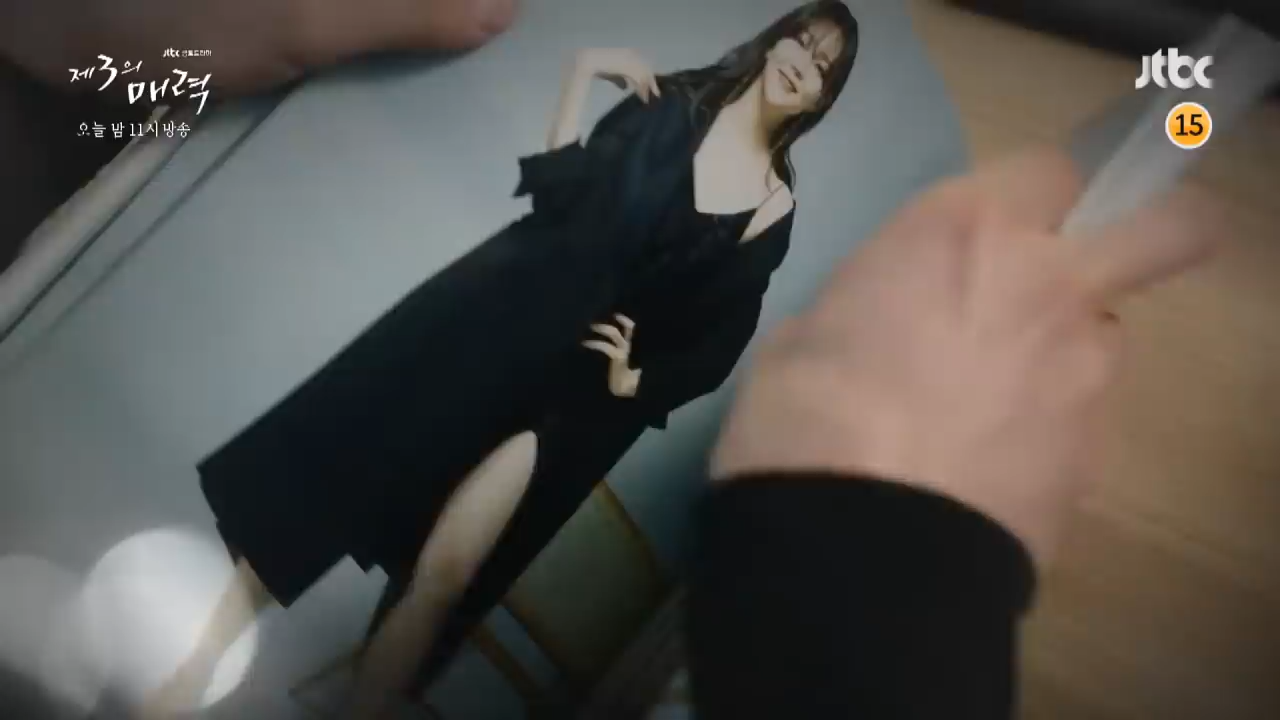 jtbc 금토드라마
제3의
매력
오늘 밤 11시 방송
jtbc
15